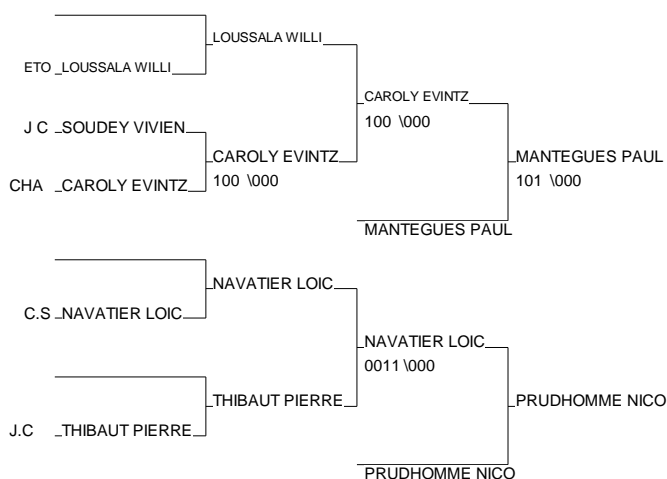 LOUSSALA WILLI
ETO LOUSSALA WILLI
CAROLY EVINTZ
100 \000
J C SOUDEY VIVIEN
CAROLY EVINTZ
100 \000
MANTEGUES PAUL
101 \000
CHA CAROLY EVINTZ
MANTEGUES PAUL
NAVATIER LOIC
C.S NAVATIER LOIC
NAVATIER LOIC
0011 \000
THIBAUT PIERRE
PRUDHOMME NICO
J.C THIBAUT PIERRE
PRUDHOMME NICO